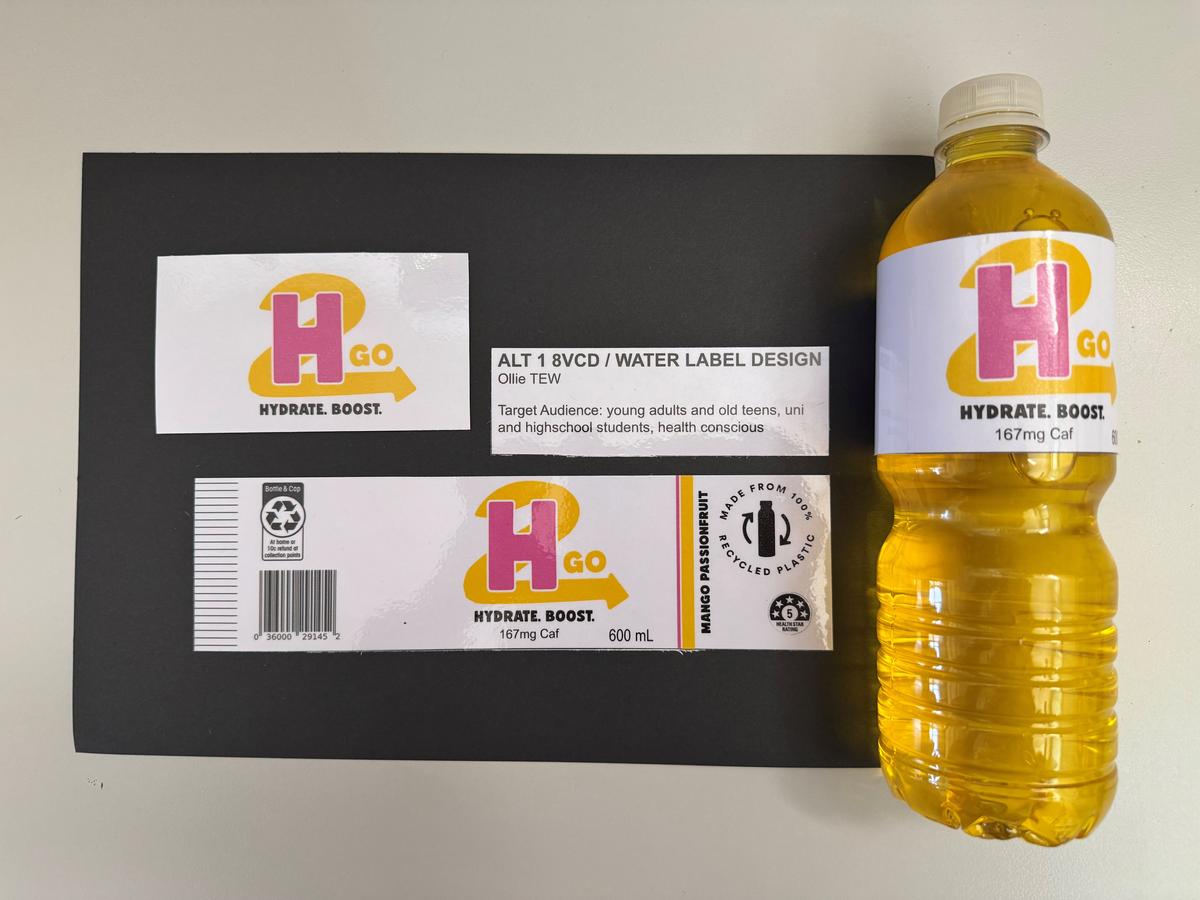 H
2
GO
HYDRATE. BOOST.
ALT 1 8VCD / WATER LABEL DESIGN
Ollie TEW
Target Audience: young adults and old teens, uni
and highschool students, health conscious
Bottle & Cap
At home or
10c refund at
collection points
0 36000 29145 2
H
2
GO
HYDRATE. BOOST.
167mg Caf
600 mL
MANGO PASSIONFRUIT
MADE FROM 100%
RECYCLED PLASTIC
5
HEALTH STAR
RATING
H
2
GO
HYDRATE. BOOST.
167mg Caf
60